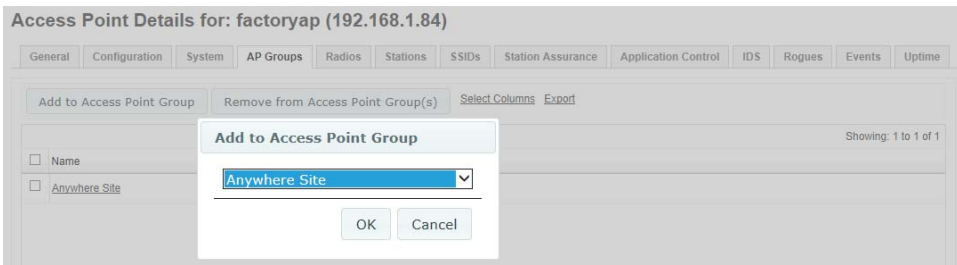 Access Point Details for: factoryap (192.168.1.84)
General Configuration System AP Groups Radios Stations SSIDs Station Assurance Application Control IDS Rogues Events Uptime
Add to Access Point Group Remove from Access Point Group(s) Select Columns Export
Add to Access Point Group
Showing: 1 to 1 of 1
Name
Anywhere Site
Anywhere Site
OK Cancel